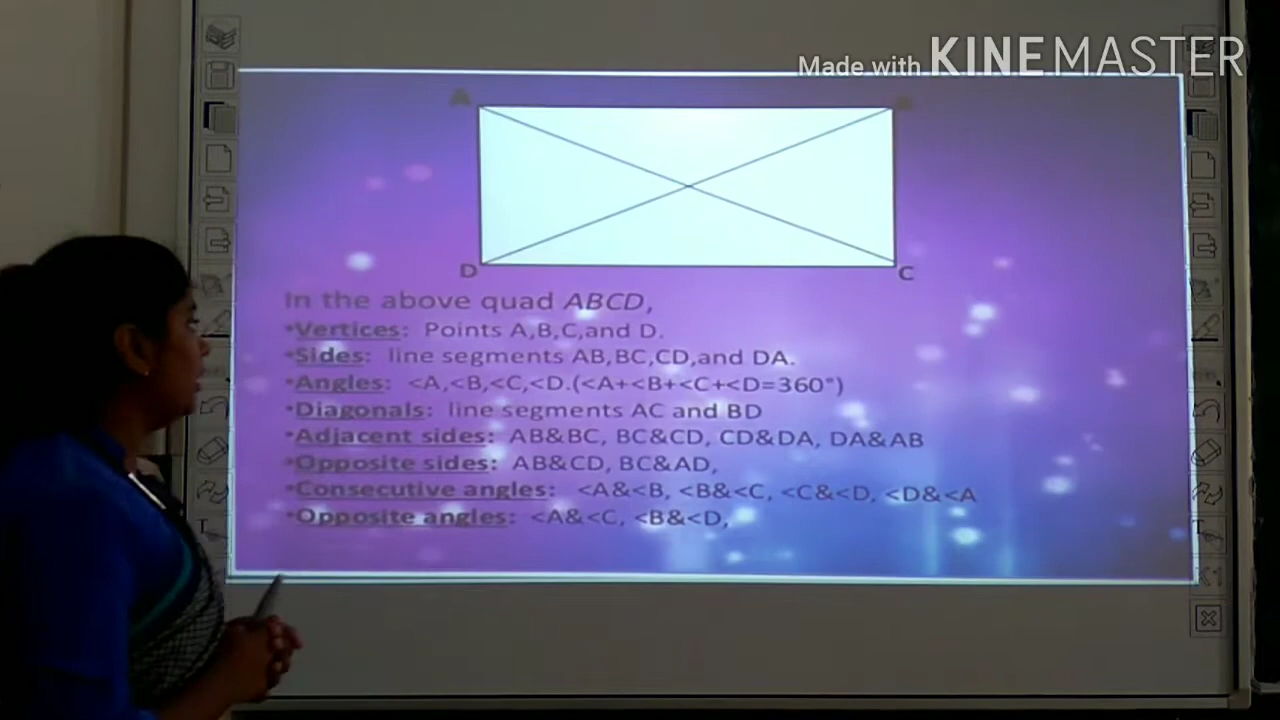 Made with KINEMASTER
A
D
C
In the above quad ABCD,
•Vertices: Points A,B,C,and D.
•Sides: line segments AB,BC,CD,and DA.
•Angles: <A,<B,<C,<D.(<A+<B+<C+<D=360°)
•Diagonals: line segments AC and BD
•Adjacent sides: AB&BC, BC&CD, CD&DA, DA&AB
•Opposite sides: AB&CD, BC&AD,
•Consecutive angles: <A&<B, <B&<C, <C&<D, <D&<A
•Opposite angles: <A&<C, <B&<D,